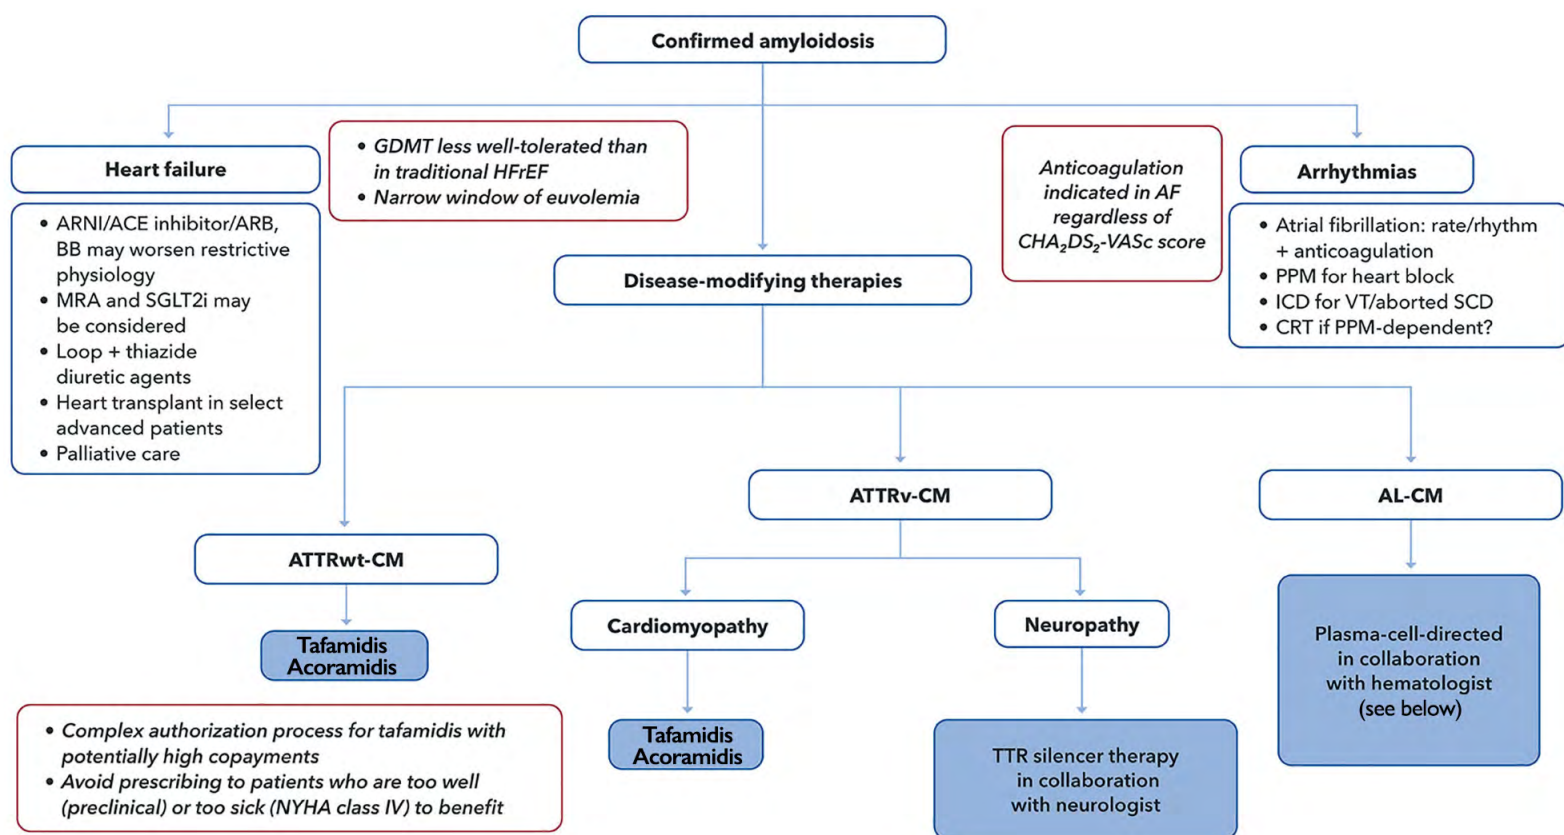 Confirmed amyloidosis
Heart failure
• ARNI/ACE inhibitor/ARB,
BB may worsen restrictive
physiology
• MRA and SGLT2i may
be considered
• Loop + thiazide
diuretic agents
• Heart transplant in select
advanced patients
• Palliative care
• GDMT less well-tolerated than
in traditional HFrEF
• Narrow window of euvolemia
Anticoagulation
indicated in AF
regardless of
CHA₂DS₂-VASc score
Arrhythmias
• Atrial fibrillation: rate/rhythm
+ anticoagulation
• PPM for heart block
• ICD for VT/aborted SCD
• CRT if PPM-dependent?
Disease-modifying therapies
ATTRwt-CM
Tafamidis
Acoramidis
• Complex authorization process for tafamidis with
potentially high copayments
• Avoid prescribing to patients who are too well
(preclinical) or too sick (NYHA class IV) to benefit
ATTRv-CM
Cardiomyopathy
Tafamidis
Acoramidis
Neuropathy
TTR silencer therapy
in collaboration
with neurologist
AL-CM
Plasma-cell-directed
in collaboration
with hematologist
(see below)